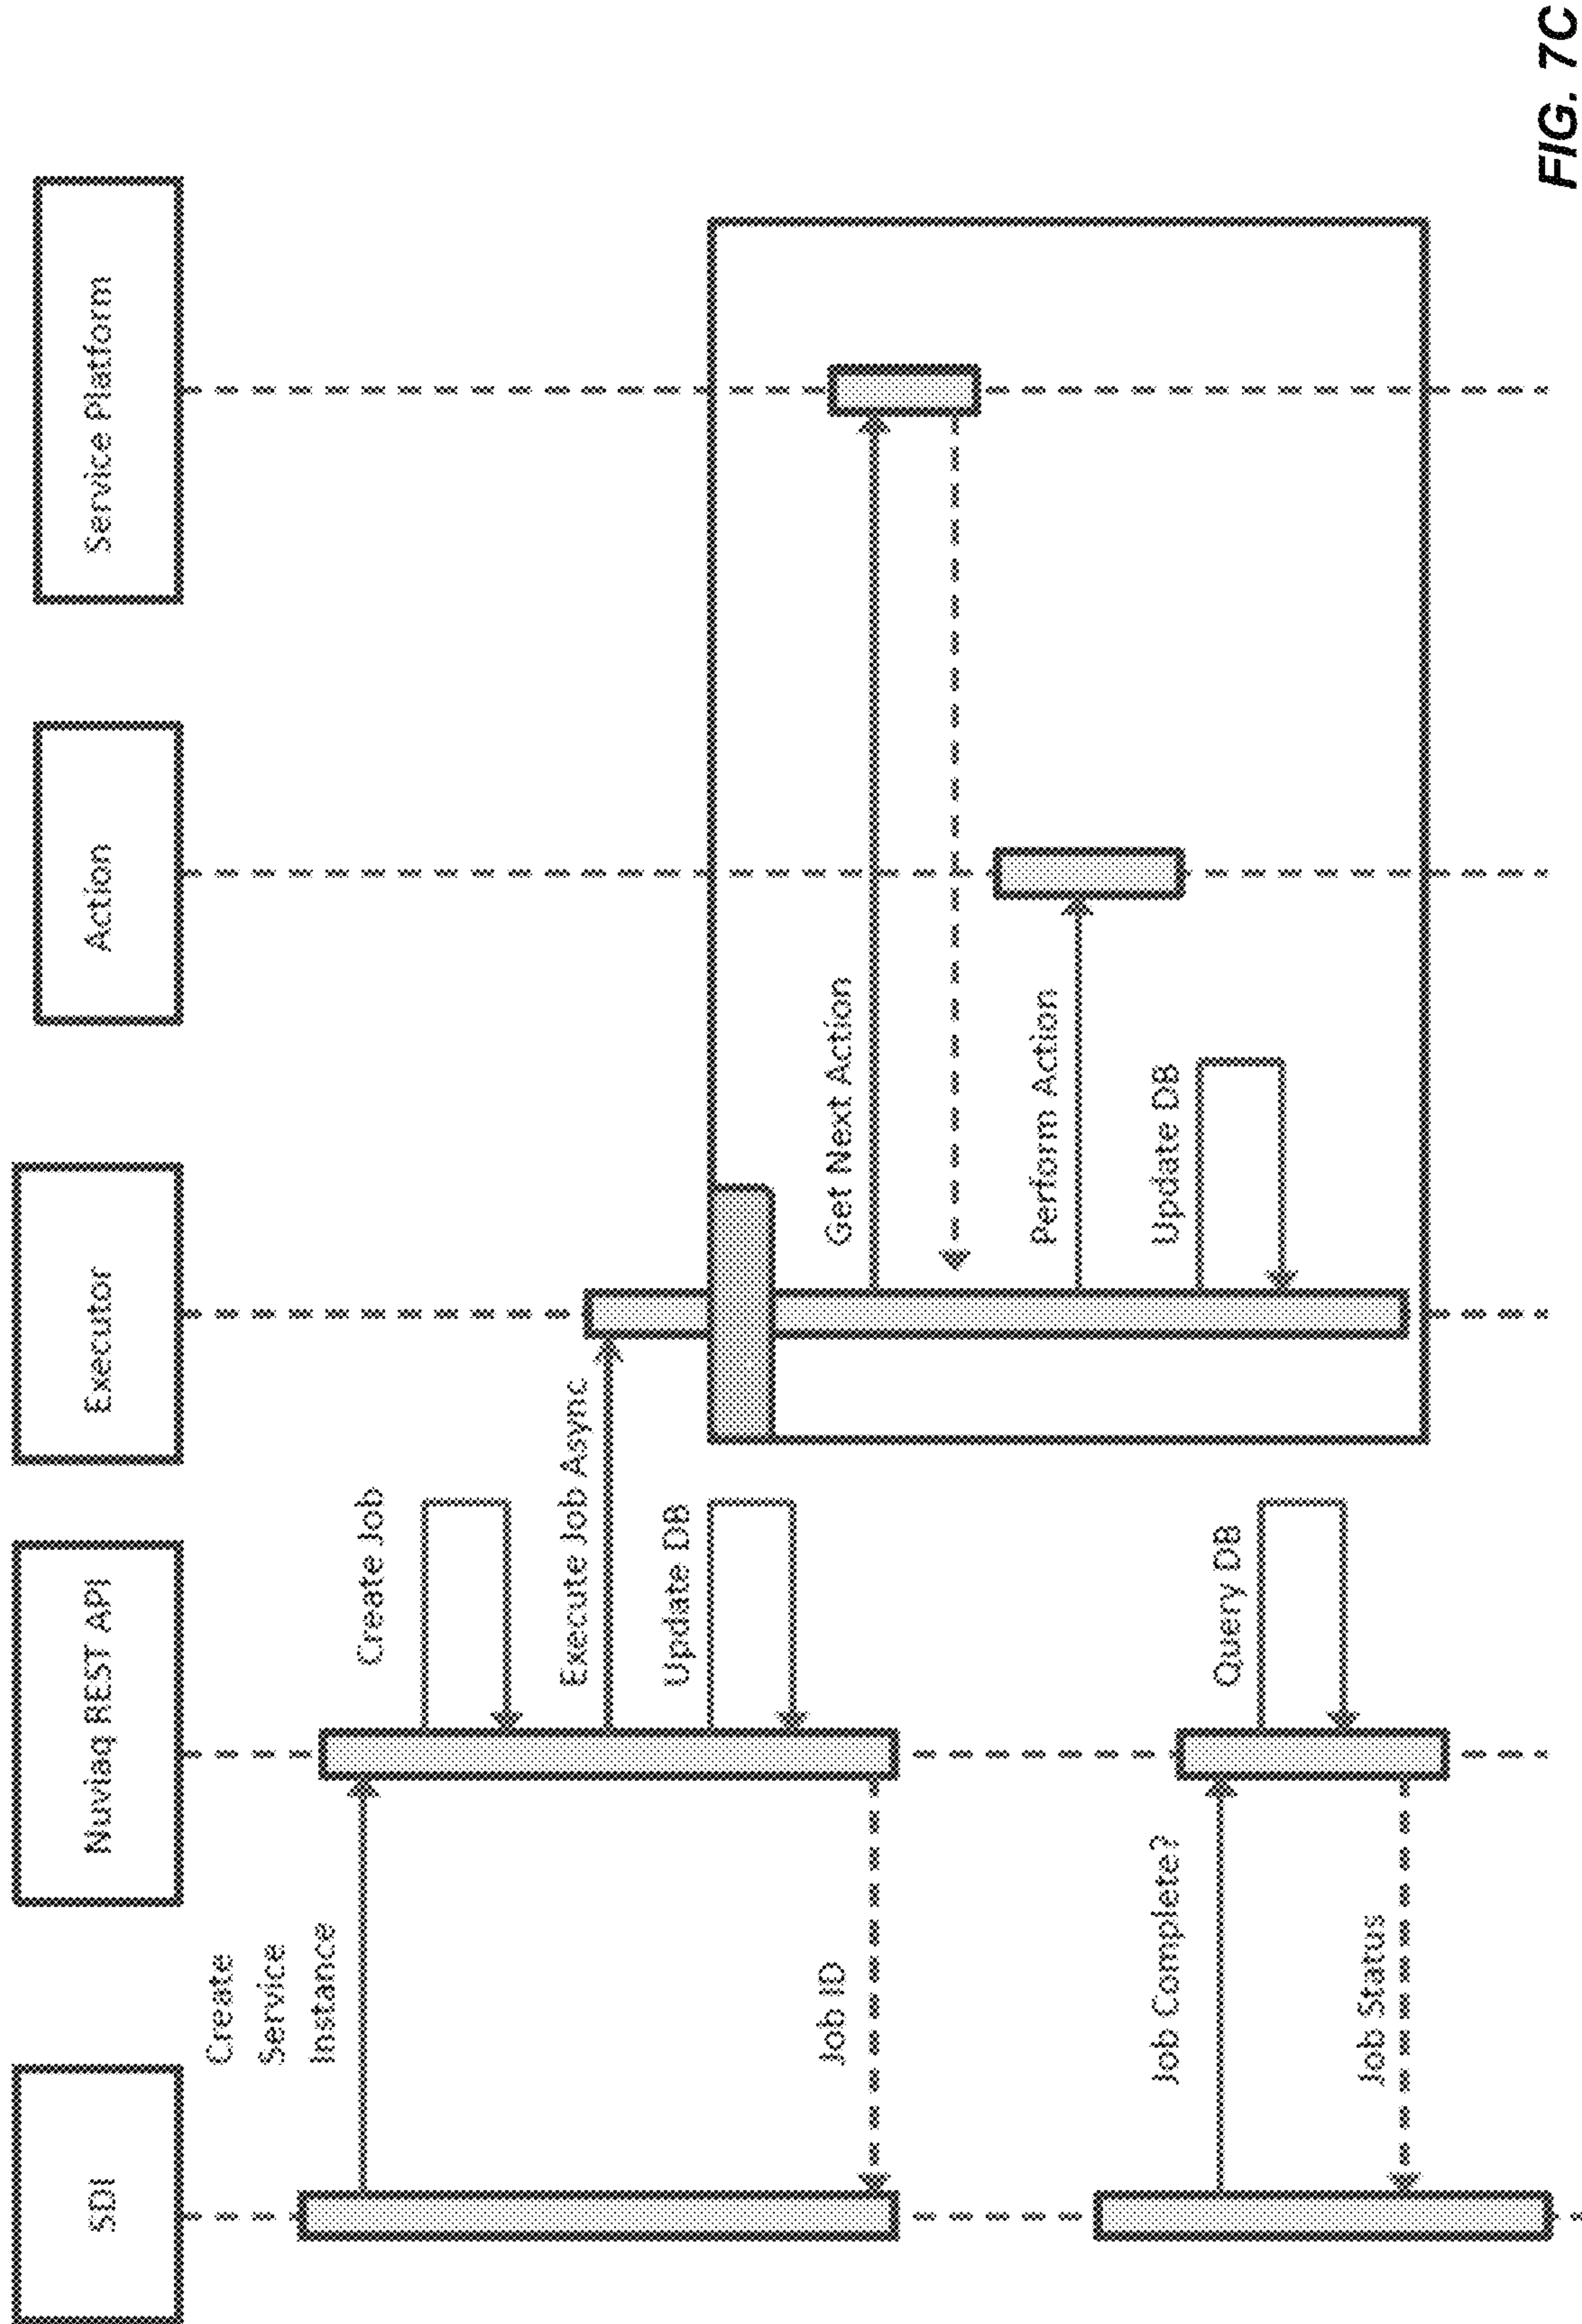 SDI
Nuviaq REST API
Executor
Action
Service Platform
Create
Service
Instance
Create Job
Execute Job Async
Update DB
Get Next Action
Job ID
Perform Action
Job Complete?
Update DB
Query DB
Job Status
FIG. 7C